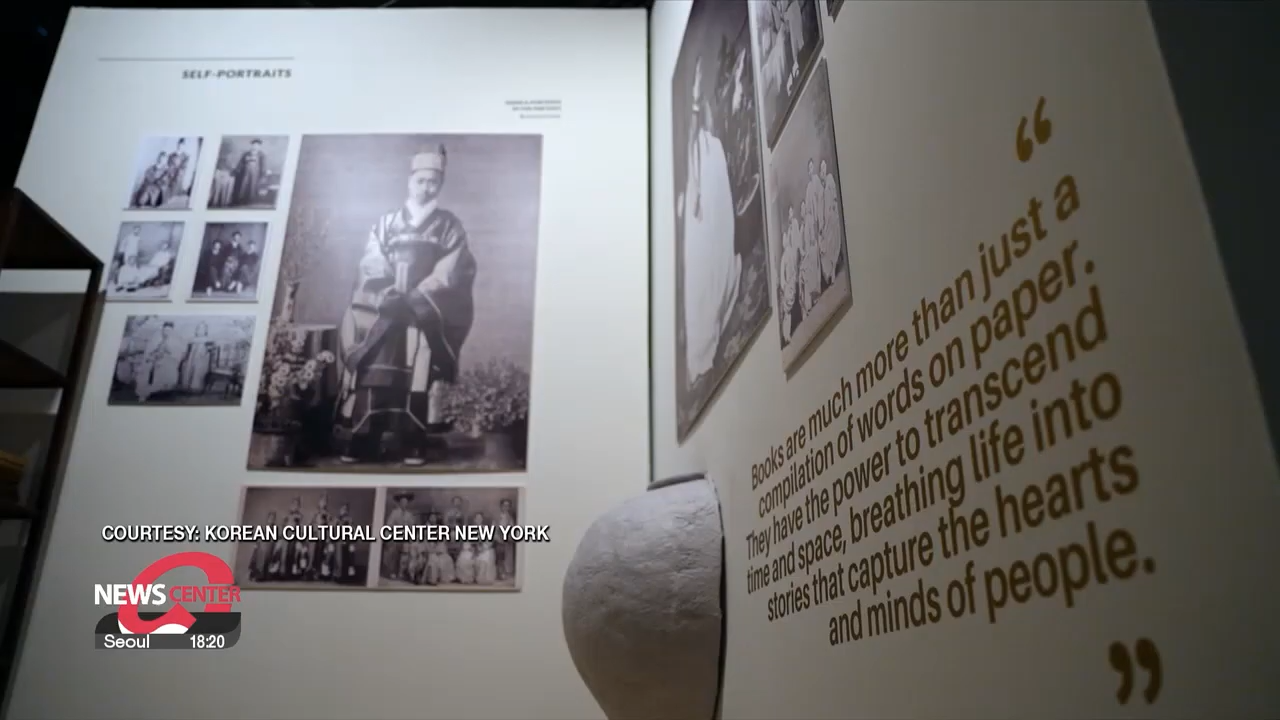 SELF-PORTRAITS
“
Books are much more than just a
compilation of words on paper.
They have the power to transcend
time and space, breathing life into
stories that capture the hearts
and minds of people.
”
COURTESY: KOREAN CULTURAL CENTER NEW YORK
NEWS CENTER
Seoul 18:20